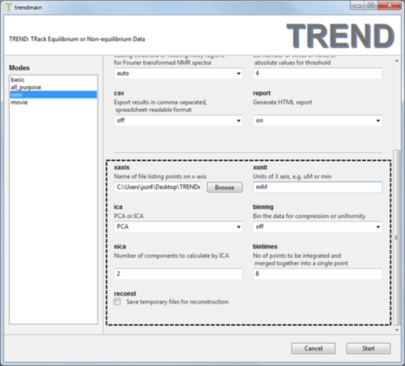 trendmain
TREND: TRack Equilibrium or Non-equilibrium Data
TREND
Modes
basic
all_purpose
movie
for Fourier transformed NMR spectra
absolute values for threshold
auto
4
csv
report
Export results in comma-separated,
spreadsheet-readable format
Generate HTML report
off
on
xaxis
xunit
Name of file listing points on x-axis
Units of X axis, e.g. uM or min
C:\Users\jxzr4\Desktop\TREND
Browse
mM
ica
binning
PCA or ICA
Bin the data for compression or uniformity
PCA
off
nica
bintimes
Number of components to calculate by ICA
No of points to be integrated and
merged together into a single point
2
8
reconst
Save temporary files for reconstruction
Cancel
Start